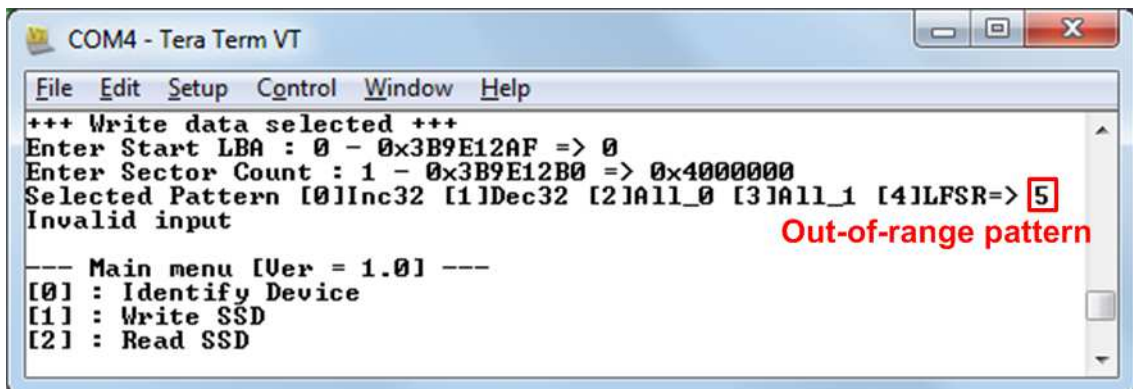 COM4 - Tera Term VT
File Edit Setup Control Window Help
+++ Write data selected +++
Enter Start LBA : 0 - 0x3B9E12AF => 0
Enter Sector Count : 1 - 0x3B9E12B0 => 0x4000000
Selected Pattern [0]Inc32 [1]Dec32 [2]All_0 [3]All_1 [4]LFSR=> 5
Invalid input
Out-of-range pattern
--- Main menu [Ver = 1.0] ---
[0] : Identify Device
[1] : Write SSD
[2] : Read SSD